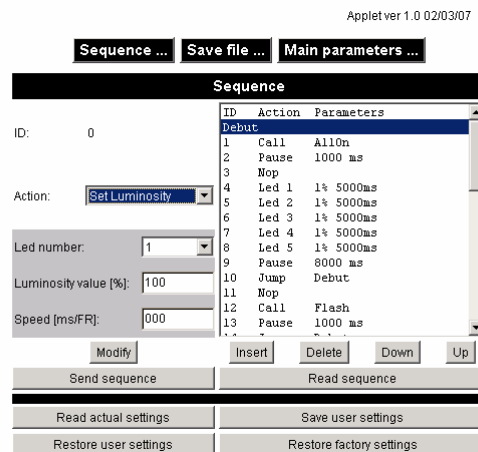 Applet ver 1.0 02/03/07
Sequence ... Save file ... Main parameters ...
Sequence
ID: 0
Action: Set Luminosity
Led number: 1
Luminosity value [%]: 100
Speed [ms/FR]: 000
Modify
ID Action Parameters
Debut
1 Call AllOn
2 Pause 1000 ms
3 Nop
4 Led 1 1% 5000ms
5 Led 2 1% 5000ms
6 Led 3 1% 5000ms
7 Led 4 1% 5000ms
8 Led 5 1% 5000ms
9 Pause 8000 ms
10 Jump Debut
11 Nop
12 Call Flash
13 Pause 1000 ms
Insert Delete Down Up
Send sequence Read sequence
Read actual settings Save user settings
Restore user settings Restore factory settings